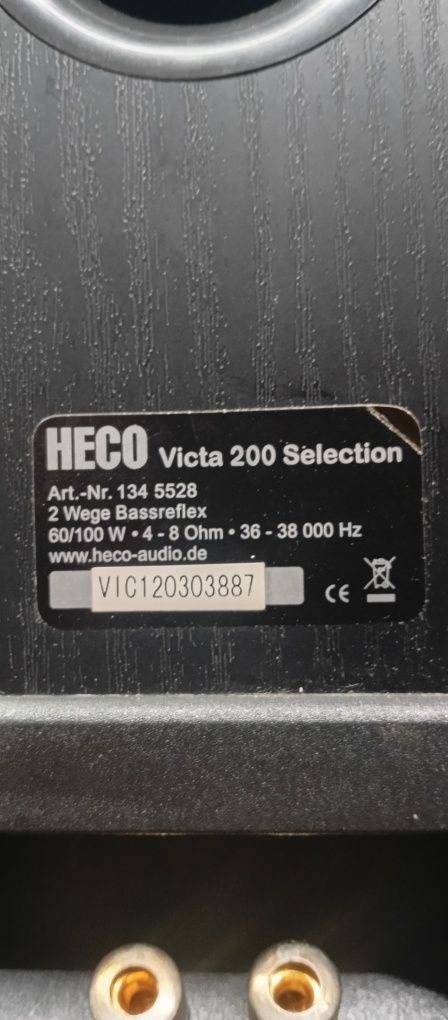 HECO Victa 200 Selection
Art.-Nr. 134 5528
2 Wege Bassreflex
60/100 W • 4 - 8 Ohm • 36 - 38 000 Hz
www.heco-audio.de
VIC120303887 CE